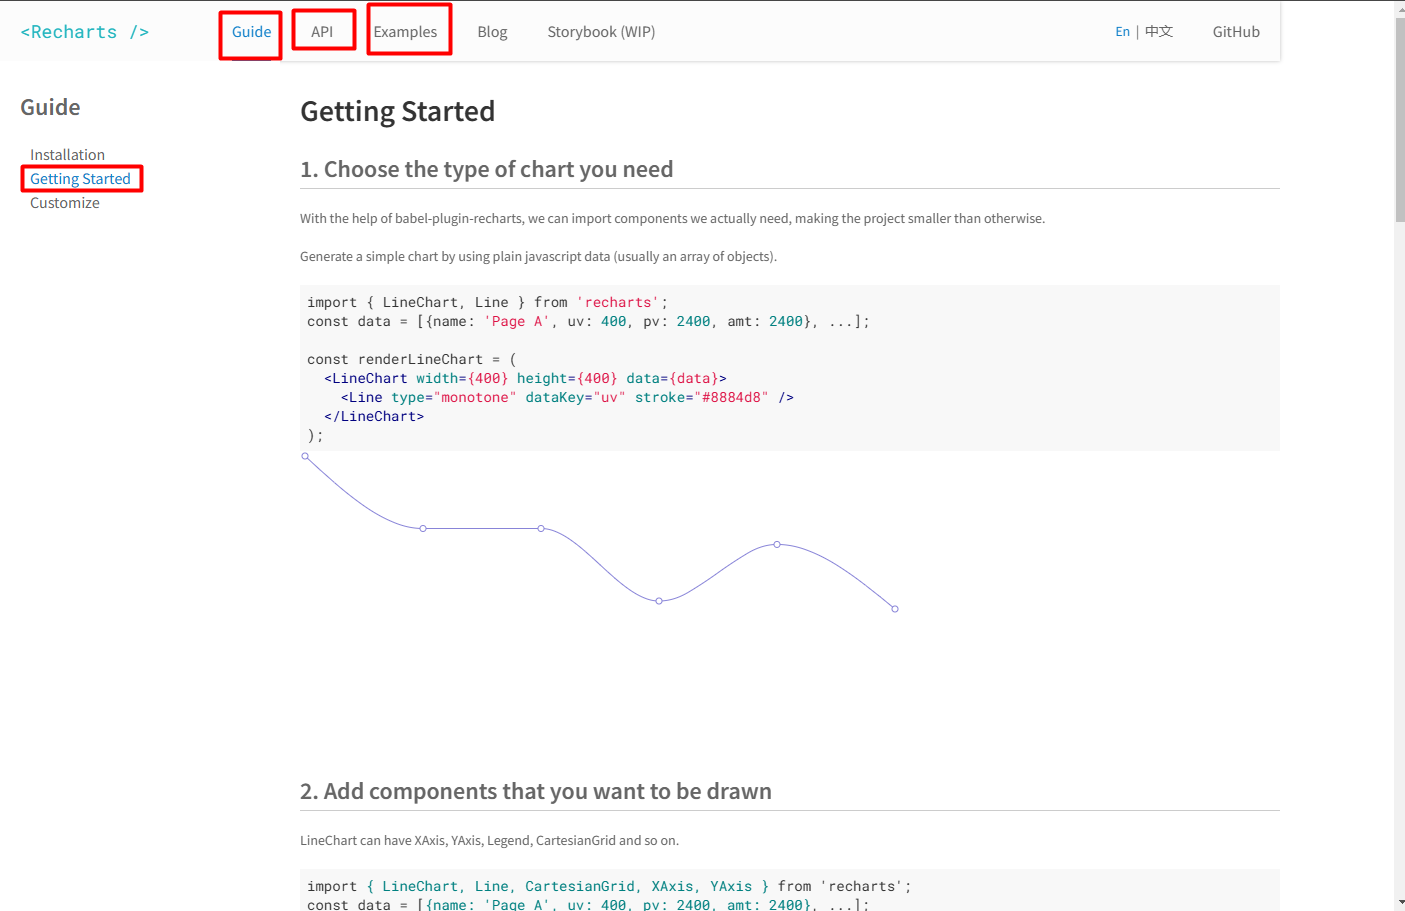 <Recharts />
Guide API Examples Blog Storybook (WIP) En | 中文 GitHub
Guide
Installation
Getting Started
Customize
Getting Started
1. Choose the type of chart you need
With the help of babel-plugin-recharts, we can import components we actually need, making the project smaller than otherwise.
Generate a simple chart by using plain javascript data (usually an array of objects).
import { LineChart, Line } from 'recharts';
const data = [{name: 'Page A', uv: 400, pv: 2400, amt: 2400}, ...];
const renderLineChart = (
  <LineChart width={400} height={400} data={data}>
    <Line type="monotone" dataKey="uv" stroke="#8884d8" />
  </LineChart>
);
2. Add components that you want to be drawn
LineChart can have XAxis, YAxis, Legend, CartesianGrid and so on.
import { LineChart, Line, CartesianGrid, XAxis, YAxis } from 'recharts';
const data = [{name: 'Page A', uv: 400, pv: 2400, amt: 2400}, ...];